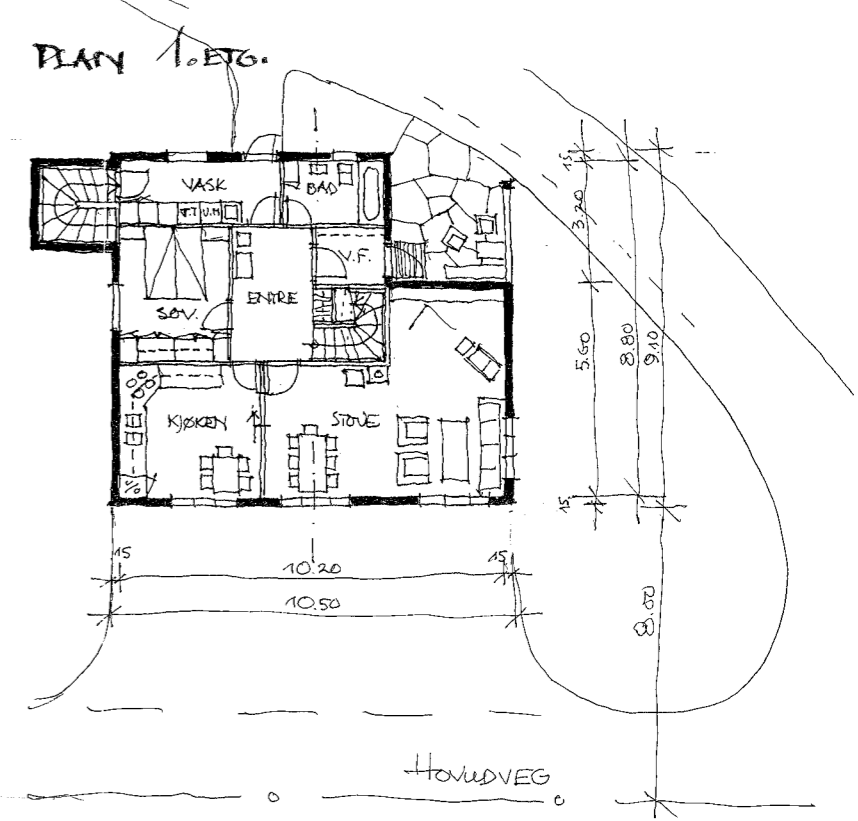 PLAN 1. ETG.
VASK
BAD
T.T
V.M
V.F.
SOV.
ENTRE
KJØKEN
STOVE
15
3.20
5.60
8.80
9.10
15
15
10.20
15
10.50
8.00
HOVUDVEG